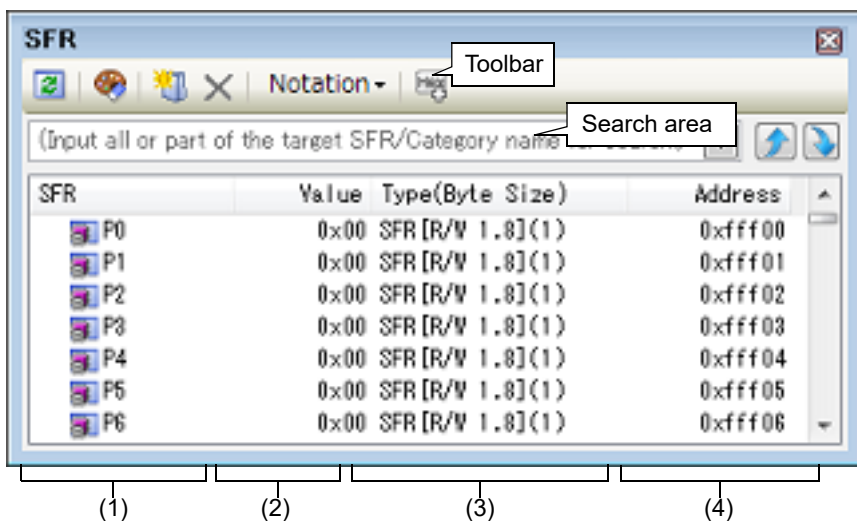 SFR
Toolbar
Notation
Search area
(Input all or part of the target SFR/Category name
SFR Value Type(Byte Size) Address
P0 0x00 SFR[R/W 1.8](1) 0xfff00
P1 0x00 SFR[R/W 1.8](1) 0xfff01
P2 0x00 SFR[R/W 1.8](1) 0xfff02
P3 0x00 SFR[R/W 1.8](1) 0xfff03
P4 0x00 SFR[R/W 1.8](1) 0xfff04
P5 0x00 SFR[R/W 1.8](1) 0xfff05
P6 0x00 SFR[R/W 1.8](1) 0xfff06
(1) (2) (3) (4)